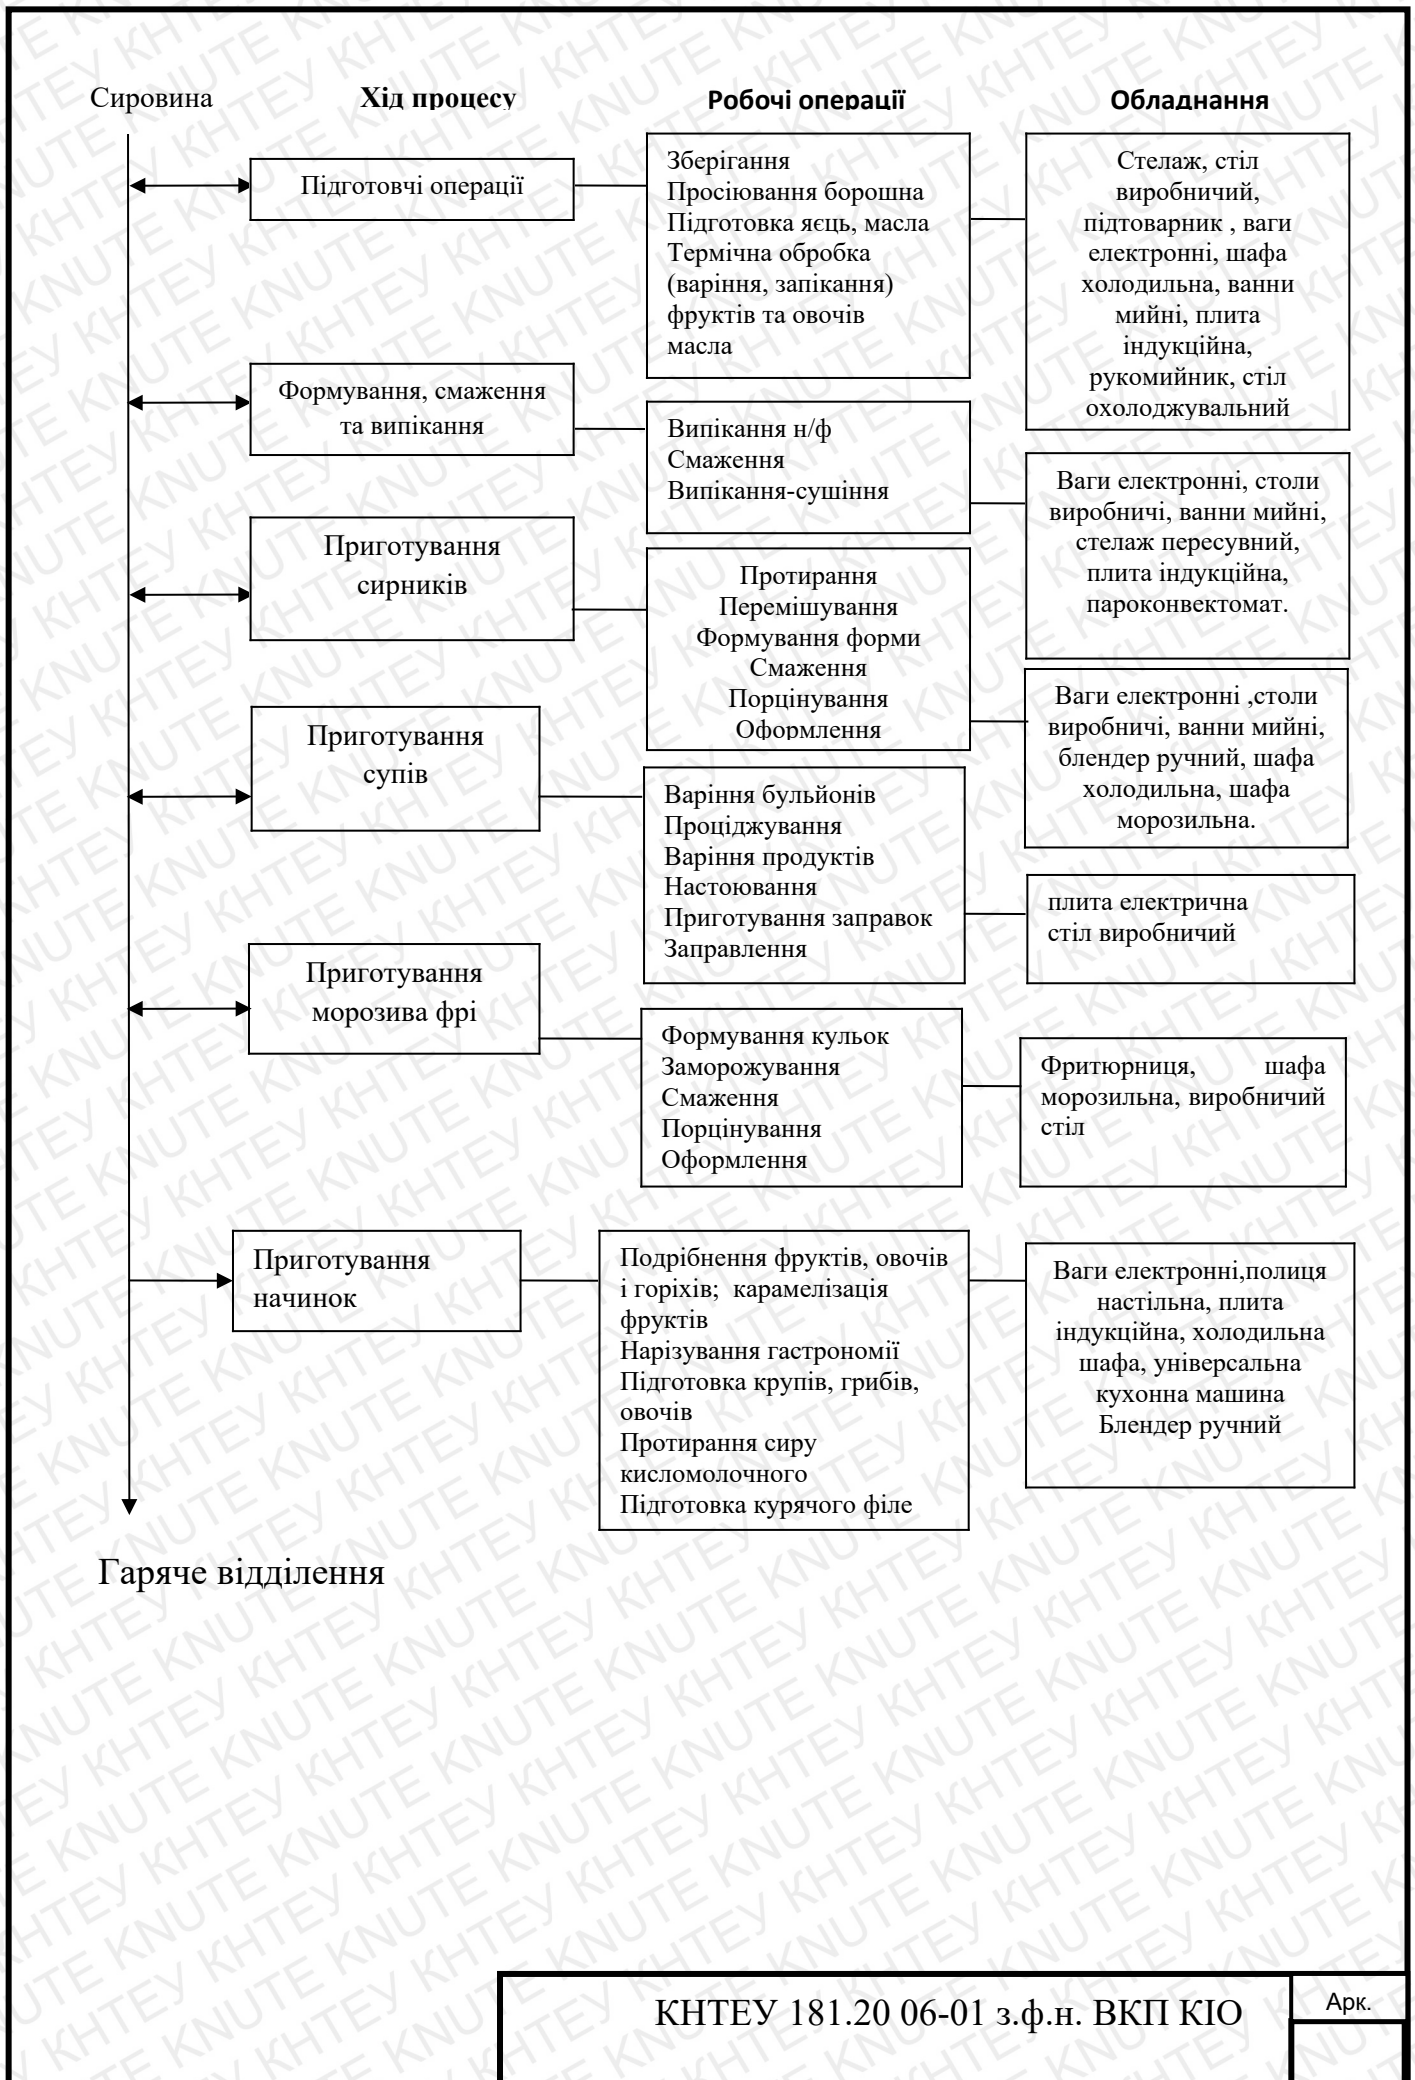 Сировина
Хід процесу
Робочі операції
Обладнання
Підготовчі операції
Зберігання
Просіювання борошна
Підготовка яєць, масла
Термічна обробка
(варіння, запікання)
фруктів та овочів
масла
Стелаж, стіл
виробничий,
підтоварник , ваги
електронні, шафа
холодильна, ванни
мийні, плита
індукційна,
рукомийник, стіл
охолоджувальний
Формування, смаження
та випікання
Випікання н/ф
Смаження
Випікання-сушіння
Ваги електронні, столи
виробничі, ванни мийні,
стелаж пересувний,
плита індукційна,
пароконвектомат.
Приготування
сирників
Протирання
Перемішування
Формування форми
Смаження
Порцінування
Оформлення
Ваги електронні ,столи
виробничі, ванни мийні,
блендер ручний, шафа
холодильна, шафа
морозильна.
Приготування
супів
Варіння бульйонів
Проціджування
Варіння продуктів
Настоювання
Приготування заправок
Заправлення
плита електрична
стіл виробничий
Приготування
морозива фрі
Формування кульок
Заморожування
Смаження
Порцінування
Оформлення
Фритюрниця, шафа
морозильна, виробничий
стіл
Приготування
начинок
Подрібнення фруктів, овочів
і горіхів; карамелізація
фруктів
Нарізування гастрономії
Підготовка крупів, грибів,
овочів
Протирання сиру
кисломолочного
Підготовка курячого філе
Ваги електронні,полиця
настільна, плита
індукційна, холодильна
шафа, універсальна
кухонна машина
Блендер ручний
Гаряче відділення
КНТЕУ 181.20 06-01 з.ф.н. ВКП КІО
Арк.